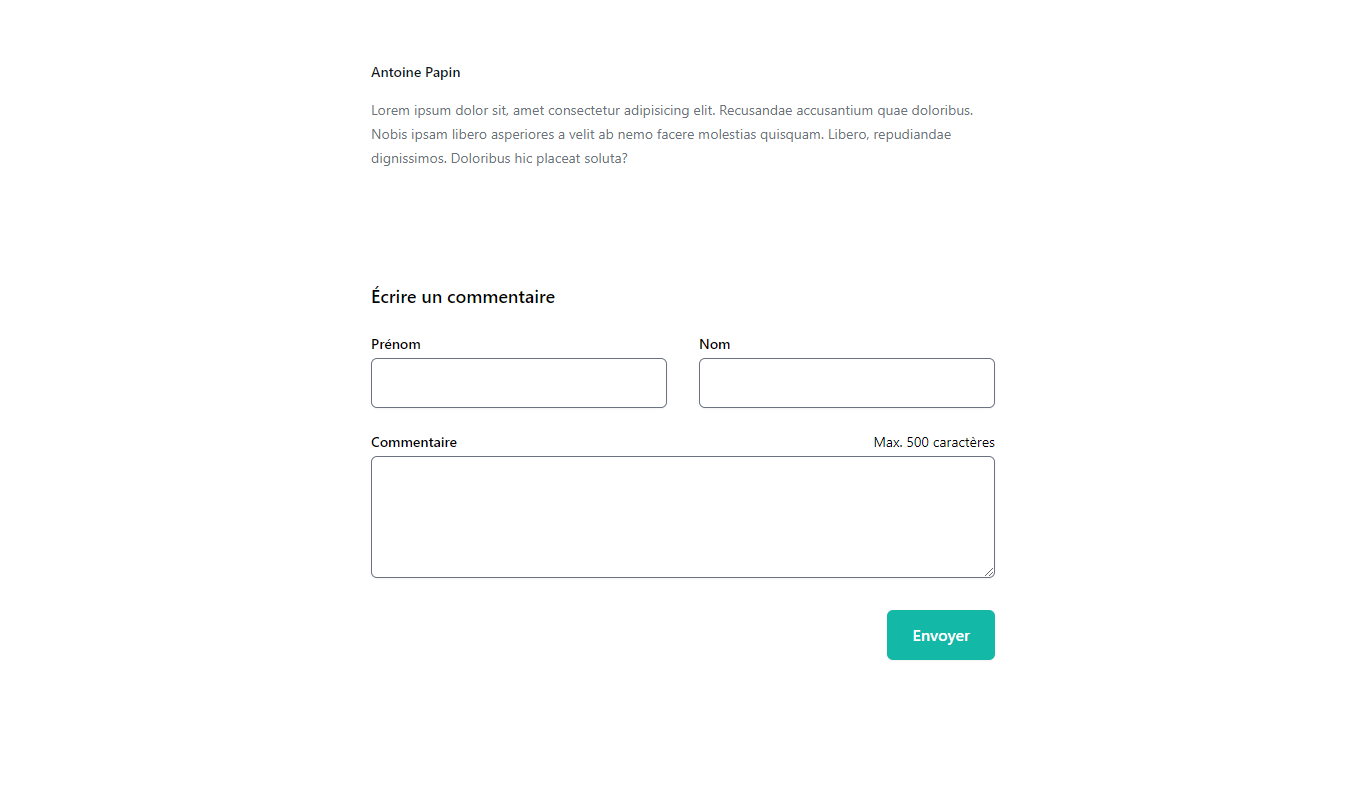 Antoine Papin
Lorem ipsum dolor sit, amet consectetur adipisicing elit. Recusandae accusantium quae doloribus.
Nobis ipsam libero asperiores a velit ab nemo facere molestias quisquam. Libero, repudiandae
dignissimos. Doloribus hic placeat soluta?
Écrire un commentaire
Prénom
Nom
Commentaire
Max. 500 caractères
Envoyer